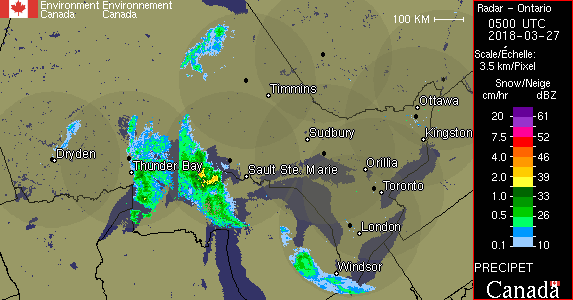 Environment Environnement
Canada Canada
100 KM
Radar - Ontario
0500 UTC
2018-03-27
Scale/Échelle:
3.5 km/Pixel
Snow/Neige
cm/hr dBZ
20 61
7.5 52
4.0 46
2.0 39
1.0 33
0.5 26
0.1 10
PRECIPET
Canada
Timmins
Ottawa
Sudbury
Kingston
Dryden
Thunder Bay
Sault Ste. Marie
Orillia
Toronto
London
Windsor